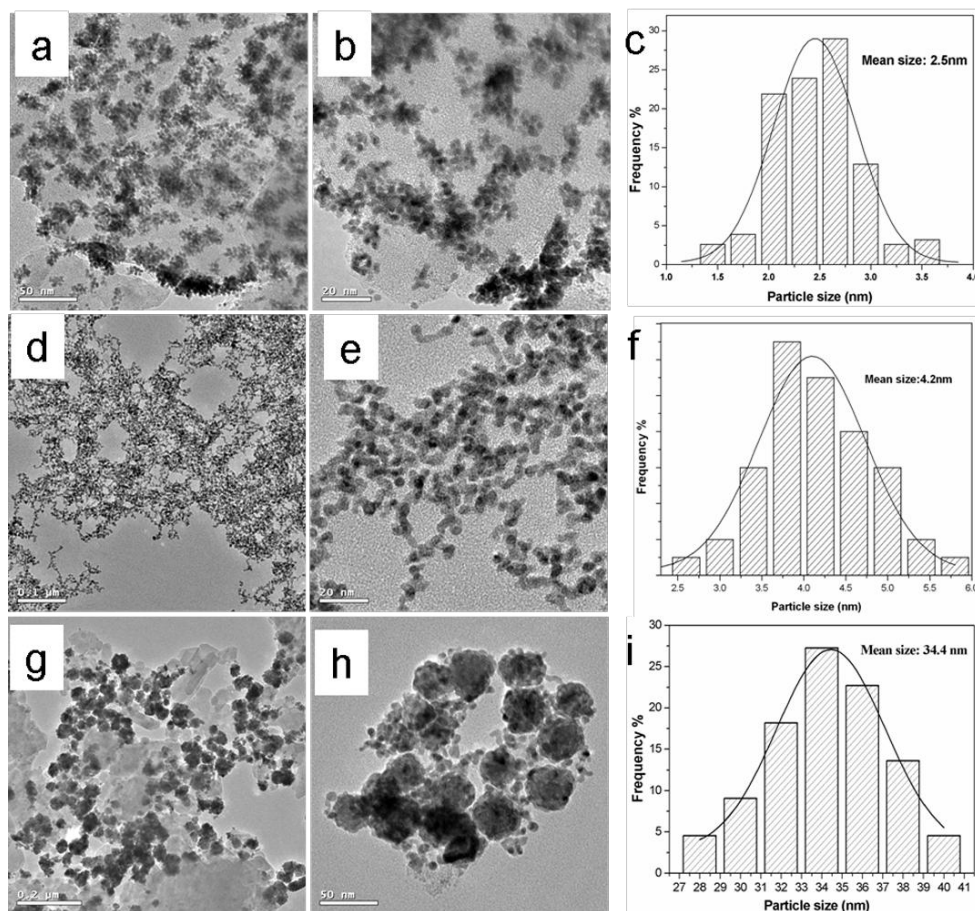 a
50 nm
b
20 nm
c
Mean size: 2.5nm
Frequency %
30
25
20
15
10
5
0
1.0 1.5 2.0 2.5 3.0 3.5 4.0
Particle size (nm)
d
0.1 µm
e
20 nm
f
Mean size:4.2nm
Frequency %
2.5 3.0 3.5 4.0 4.5 5.0 5.5 6.0
Particle size (nm)
g
0.2 µm
h
50 nm
i
Mean size: 34.4 nm
Frequency %
30
25
20
15
10
5
0
27 28 29 30 31 32 33 34 35 36 37 38 39 40 41
Particle size (nm)